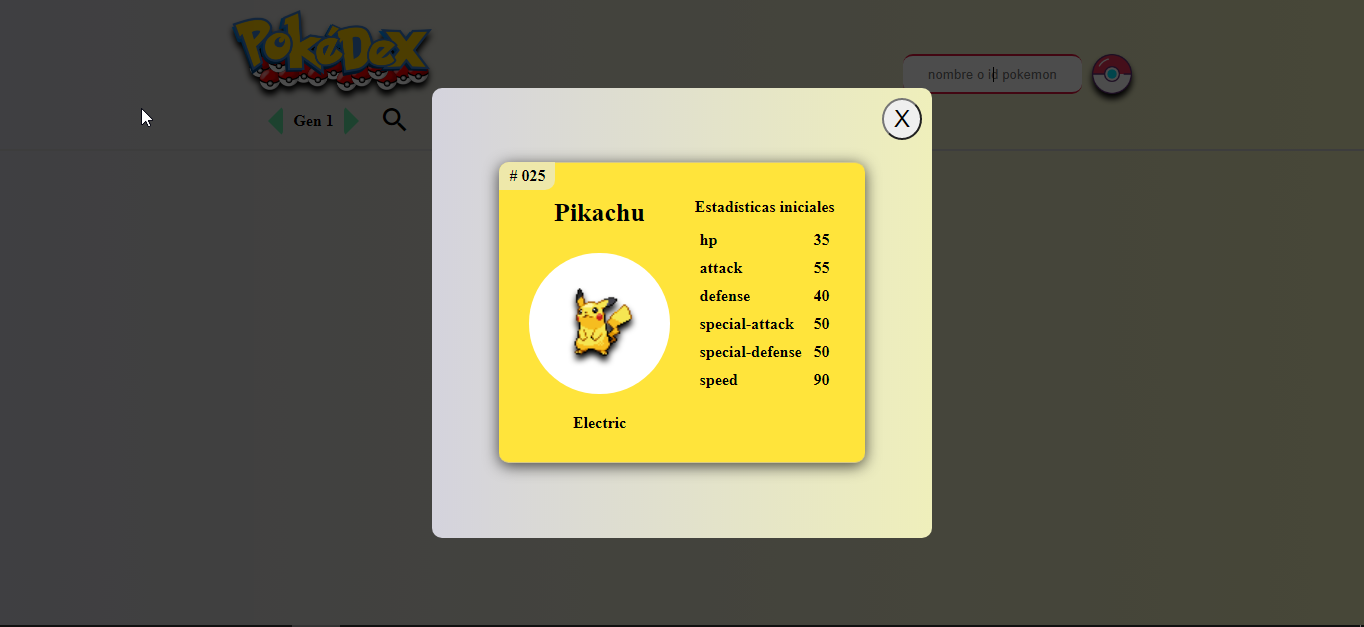 PokéDex
nombre o id pokemon
Gen 1
X
# 025
Pikachu
Estadísticas iniciales
hp 35
attack 55
defense 40
special-attack 50
special-defense 50
speed 90
Electric